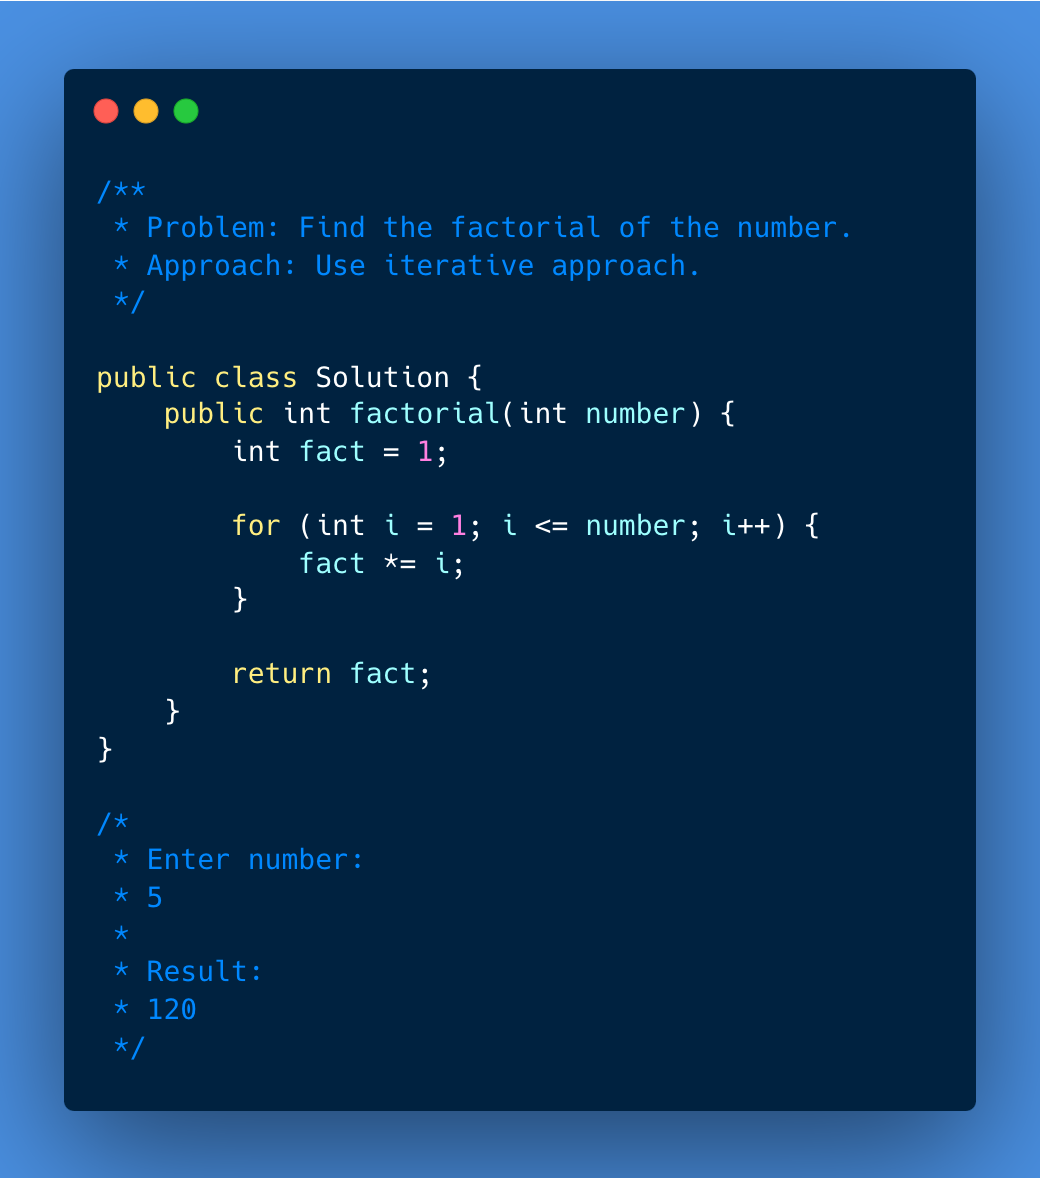 /**
 * Problem: Find the factorial of the number.
 * Approach: Use iterative approach.
 */

public class Solution {
    public int factorial(int number) {
        int fact = 1;

        for (int i = 1; i <= number; i++) {
            fact *= i;
        }

        return fact;
    }
}

/*
 * Enter number:
 * 5
 *
 * Result:
 * 120
 */